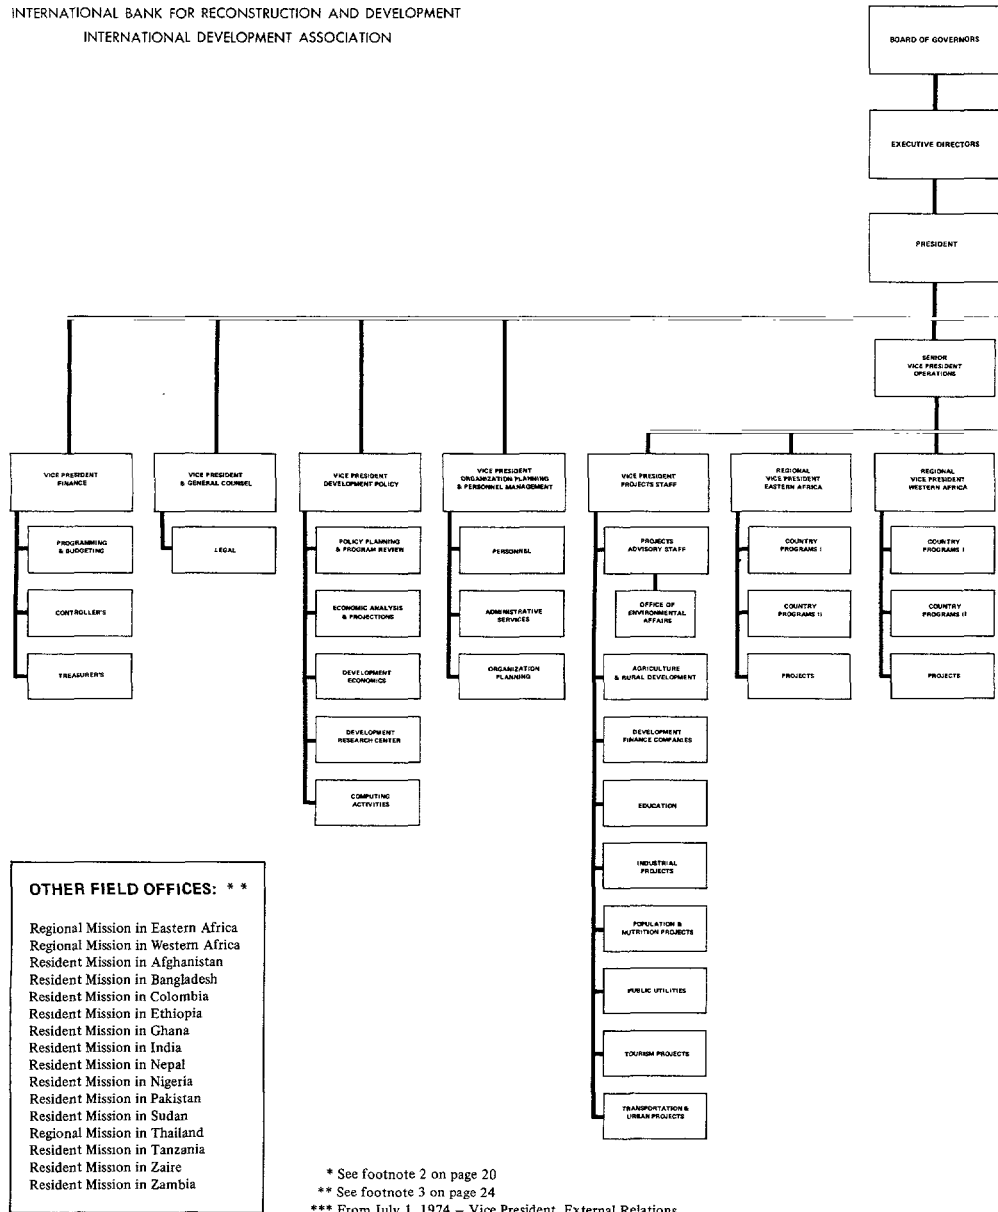 INTERNATIONAL BANK FOR RECONSTRUCTION AND DEVELOPMENT
INTERNATIONAL DEVELOPMENT ASSOCIATION
BOARD OF GOVERNORS
EXECUTIVE DIRECTORS
PRESIDENT
SENIOR
VICE PRESIDENT
OPERATIONS
VICE PRESIDENT
FINANCE
PROGRAMMING
& BUDGETING
CONTROLLER'S
TREASURER'S
VICE PRESIDENT
& GENERAL COUNSEL
LEGAL
VICE PRESIDENT
DEVELOPMENT POLICY
POLICY PLANNING
& PROGRAM REVIEW
ECONOMIC ANALYSIS
& PROJECTIONS
DEVELOPMENT
ECONOMICS
DEVELOPMENT
RESEARCH CENTER
COMPUTING
ACTIVITIES
VICE PRESIDENT
ORGANIZATION PLANNING
& PERSONNEL MANAGEMENT
PERSONNEL
ADMINISTRATIVE
SERVICES
ORGANIZATION
PLANNING
VICE PRESIDENT
PROJECTS STAFF
PROJECTS
ADVISORY STAFF
OFFICE OF
ENVIRONMENTAL
AFFAIRS
AGRICULTURE
& RURAL DEVELOPMENT
DEVELOPMENT
FINANCE COMPANIES
EDUCATION
INDUSTRIAL
PROJECTS
POPULATION &
NUTRITION PROJECTS
PUBLIC UTILITIES
TOURISM PROJECTS
TRANSPORTATION &
URBAN PROJECTS
REGIONAL
VICE PRESIDENT
EASTERN AFRICA
COUNTRY
PROGRAMS I
COUNTRY
PROGRAMS II
PROJECTS
REGIONAL
VICE PRESIDENT
WESTERN AFRICA
COUNTRY
PROGRAMS I
COUNTRY
PROGRAMS II
PROJECTS
OTHER FIELD OFFICES: * *
Regional Mission in Eastern Africa
Regional Mission in Western Africa
Resident Mission in Afghanistan
Resident Mission in Bangladesh
Resident Mission in Colombia
Resident Mission in Ethiopia
Resident Mission in Ghana
Resident Mission in India
Resident Mission in Nepal
Resident Mission in Nigeria
Resident Mission in Pakistan
Resident Mission in Sudan
Regional Mission in Thailand
Resident Mission in Tanzania
Resident Mission in Zaire
Resident Mission in Zambia
* See footnote 2 on page 20
** See footnote 3 on page 24
*** From July 1, 1974 – Vice President, External Relations